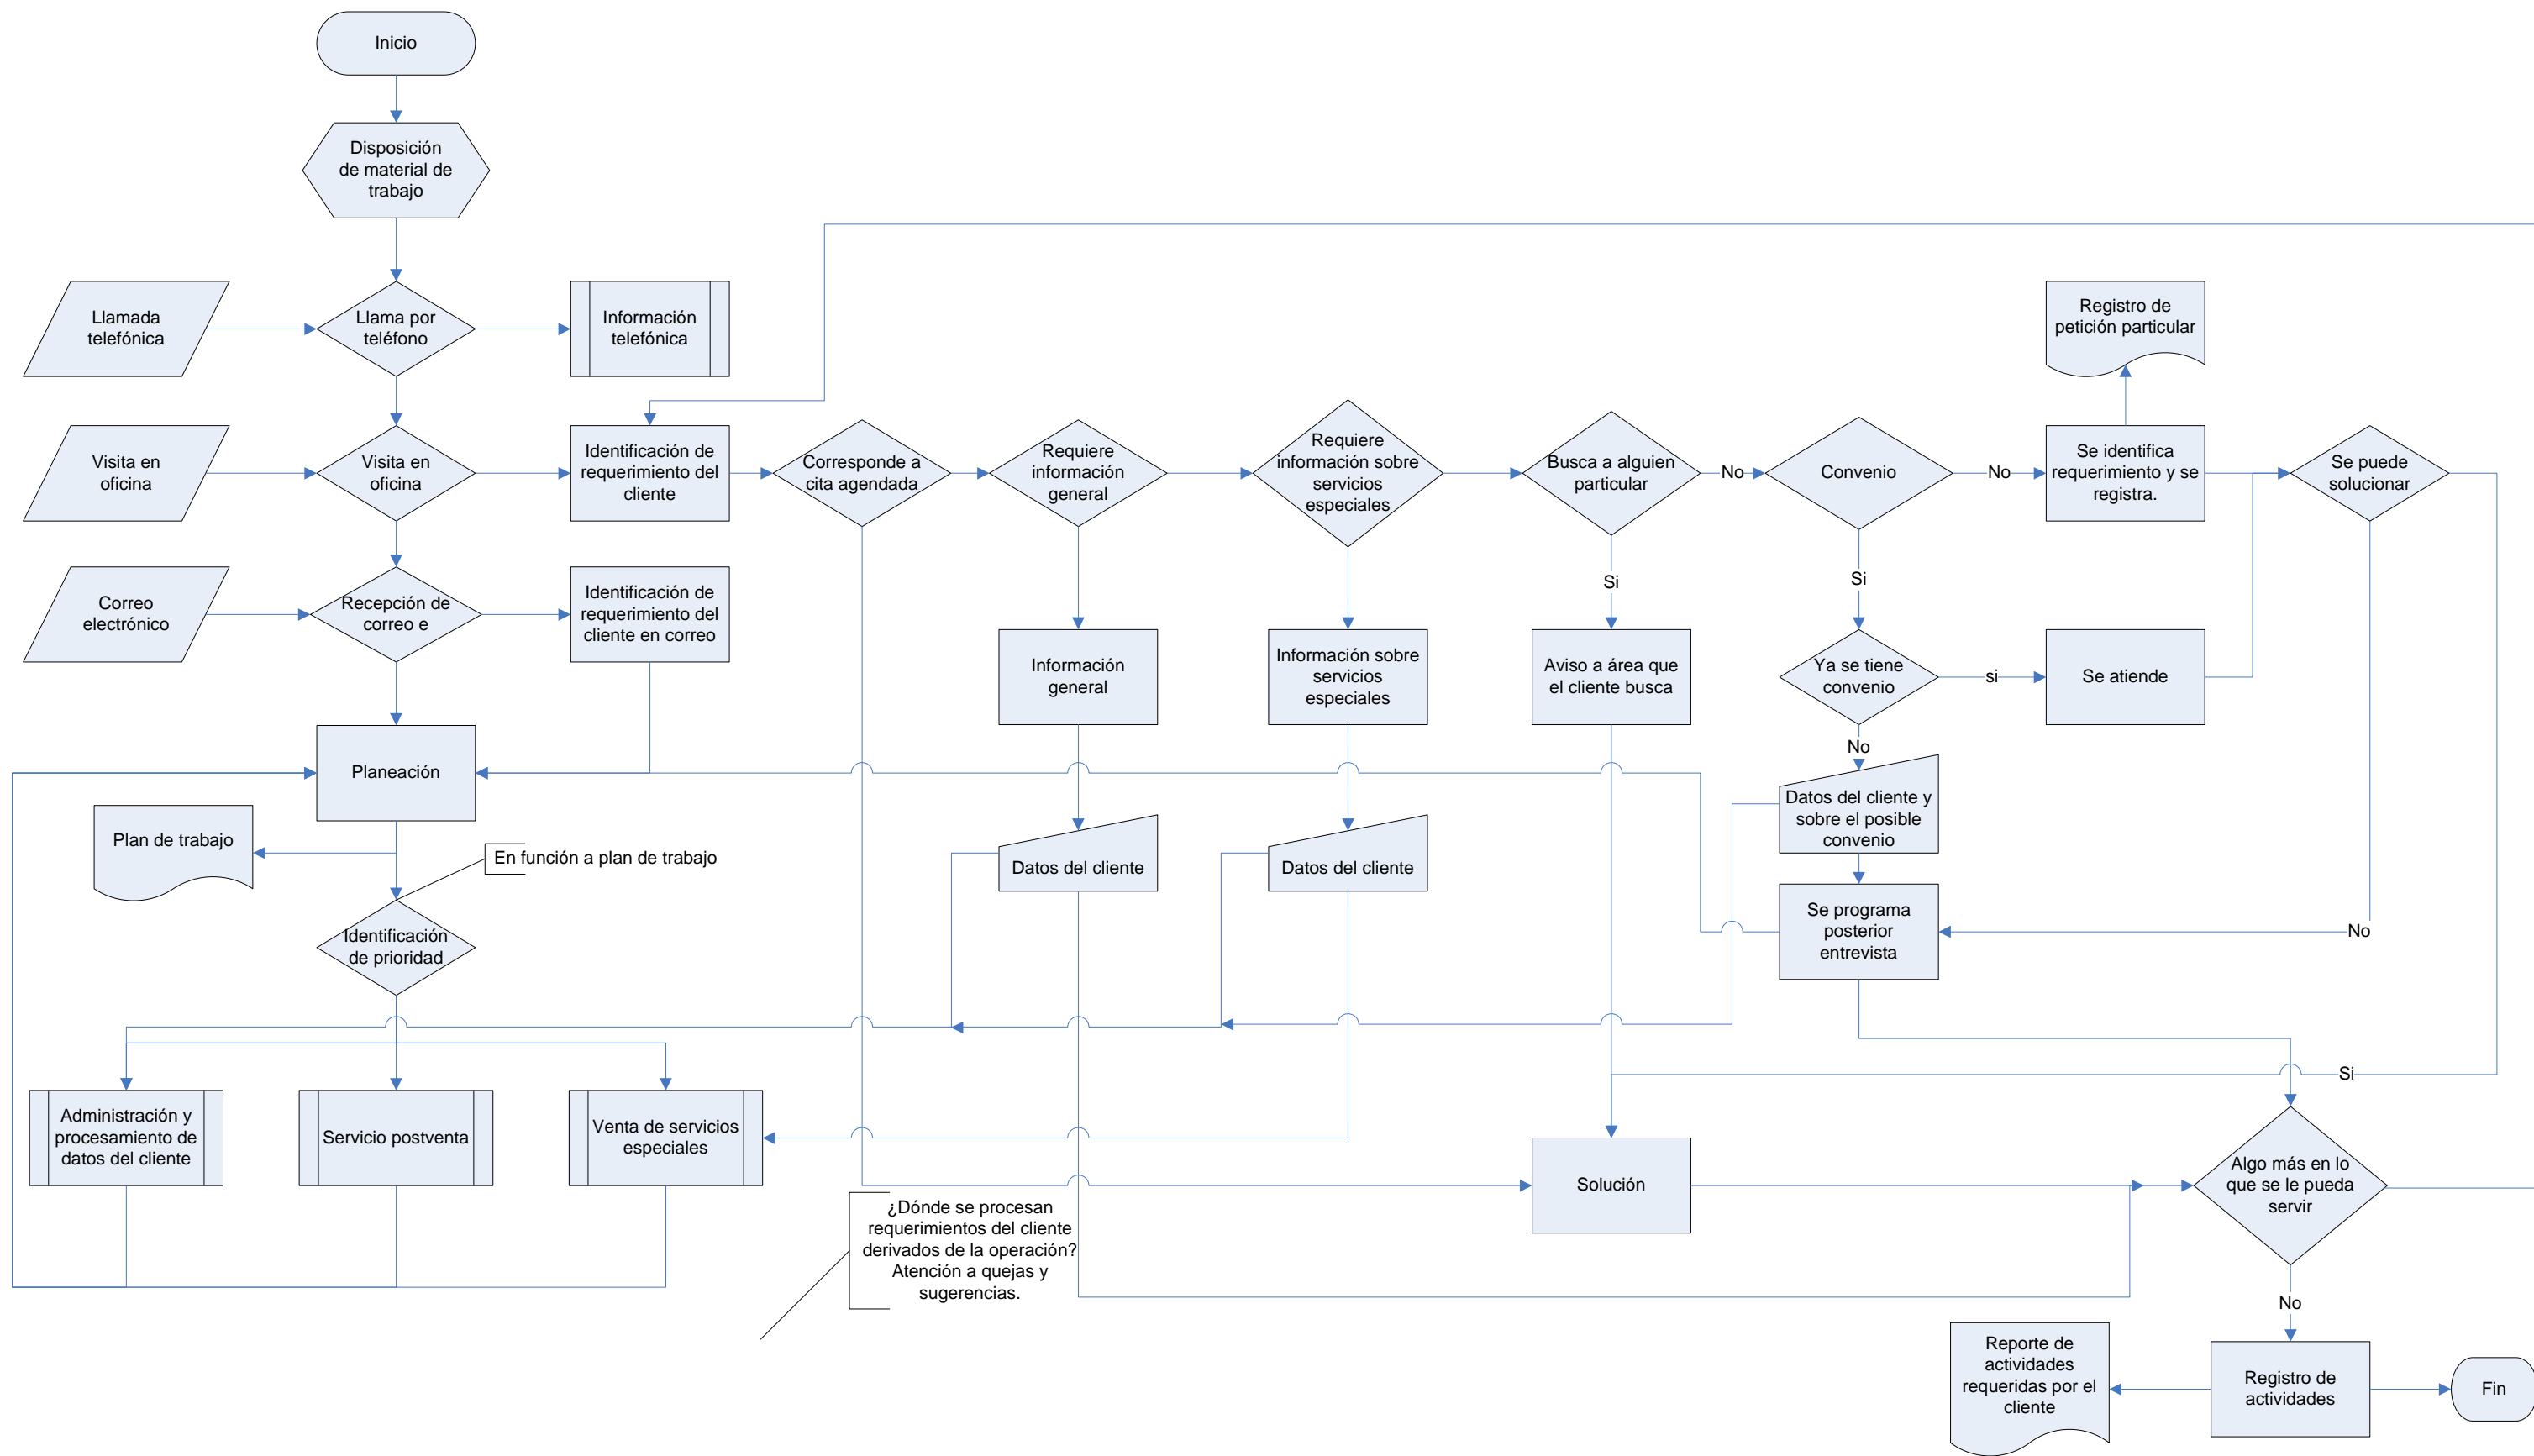 Inicio
Disposición
de material de
trabajo
Llamada
telefónica
Llama por
teléfono
Información
telefónica
Registro de
petición particular
Visita en
oficina
Visita en
oficina
Identificación de
requerimiento del
cliente
Corresponde a
cita agendada
Requiere
información
general
Requiere
información sobre
servicios
especiales
Busca a alguien
particular
No
Convenio
No
Se identifica
requerimiento y se
registra.
Se puede
solucionar
Correo
electrónico
Recepción de
correo e
Identificación de
requerimiento del
cliente en correo
Si
Si
Información
general
Información sobre
servicios
especiales
Aviso a área que
el cliente busca
Ya se tiene
convenio
si
Se atiende
No
Planeación
Plan de trabajo
En función a plan de trabajo
Datos del cliente
Datos del cliente
Datos del cliente y
sobre el posible
convenio
Identificación
de prioridad
Se programa
posterior
entrevista
No
Si
Administración y
procesamiento de
datos del cliente
Servicio postventa
Venta de servicios
especiales
Solución
Algo más en lo
que se le pueda
servir
¿Dónde se procesan
requerimientos del cliente
derivados de la operación?
Atención a quejas y
sugerencias.
No
Reporte de
actividades
requeridas por el
cliente
Registro de
actividades
Fin